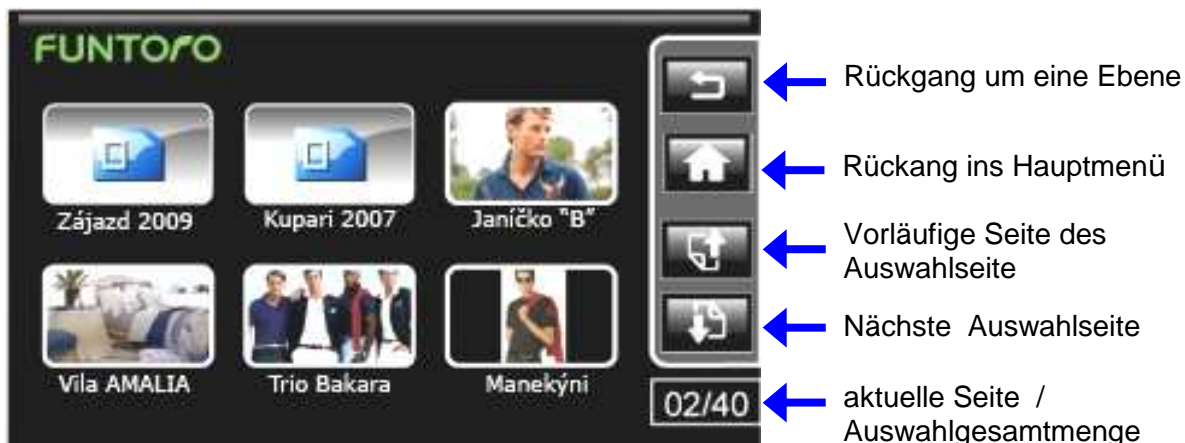 FUNTORO
Zájazd 2009 Kupari 2007 Janíčko "B"
Vila AMALIA Trio Bakara Manekýni
02/40
Rückgang um eine Ebene
Rückang ins Hauptmenü
Vorläufige Seite des
Auswahlseite
Nächste Auswahlseite
aktuelle Seite /
Auswahlgesamtmenge